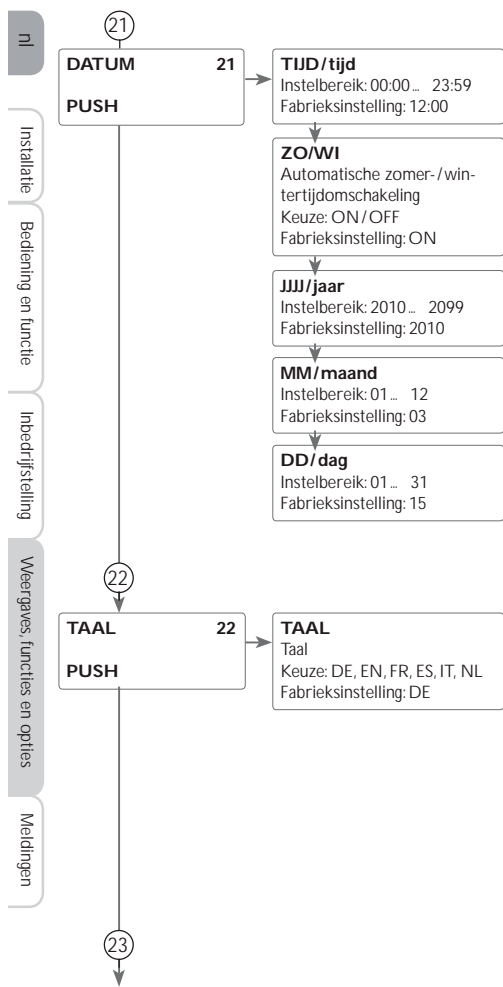 nl
Installatie
Bediening en functie
Inbedrijfstelling
Weergaves, functies en opties
Meldingen
21
DATUM 21
PUSH
TIJD/tijd
Instelbereik: 00:00 ... 23:59
Fabrieksinstelling: 12:00
ZO/WI
Automatische zomer-/win-
tertijdomschakeling
Keuze: ON/OFF
Fabrieksinstelling: ON
JJJJ/jaar
Instelbereik: 2010 ... 2099
Fabrieksinstelling: 2010
MM/maand
Instelbereik: 01 ... 12
Fabrieksinstelling: 03
DD/dag
Instelbereik: 01 ... 31
Fabrieksinstelling: 15
22
TAAL 22
PUSH
TAAL
Taal
Keuze: DE, EN, FR, ES, IT, NL
Fabrieksinstelling: DE
23